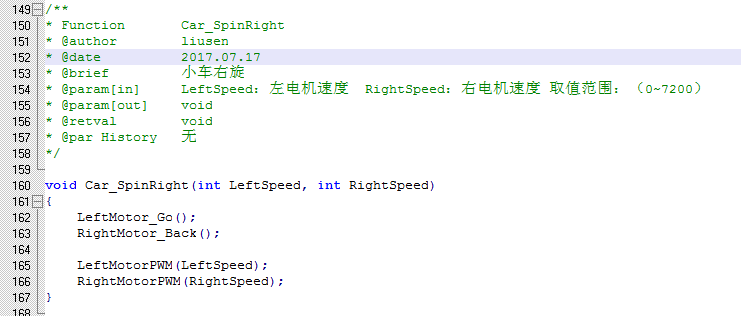 149 /**
150 * Function Car_SpinRight
151 * @author liusen
152 * @date 2017.07.17
153 * @brief 小车右旋
154 * @param[in] LeftSpeed：左电机速度 RightSpeed：右电机速度 取值范围：（0~7200）
155 * @param[out] void
156 * @retval void
157 * @par History 无
158 */
159
160 void Car_SpinRight(int LeftSpeed, int RightSpeed)
161 {
162 LeftMotor_Go();
163 RightMotor_Back();
164
165 LeftMotorPWM(LeftSpeed);
166 RightMotorPWM(RightSpeed);
167 }
168